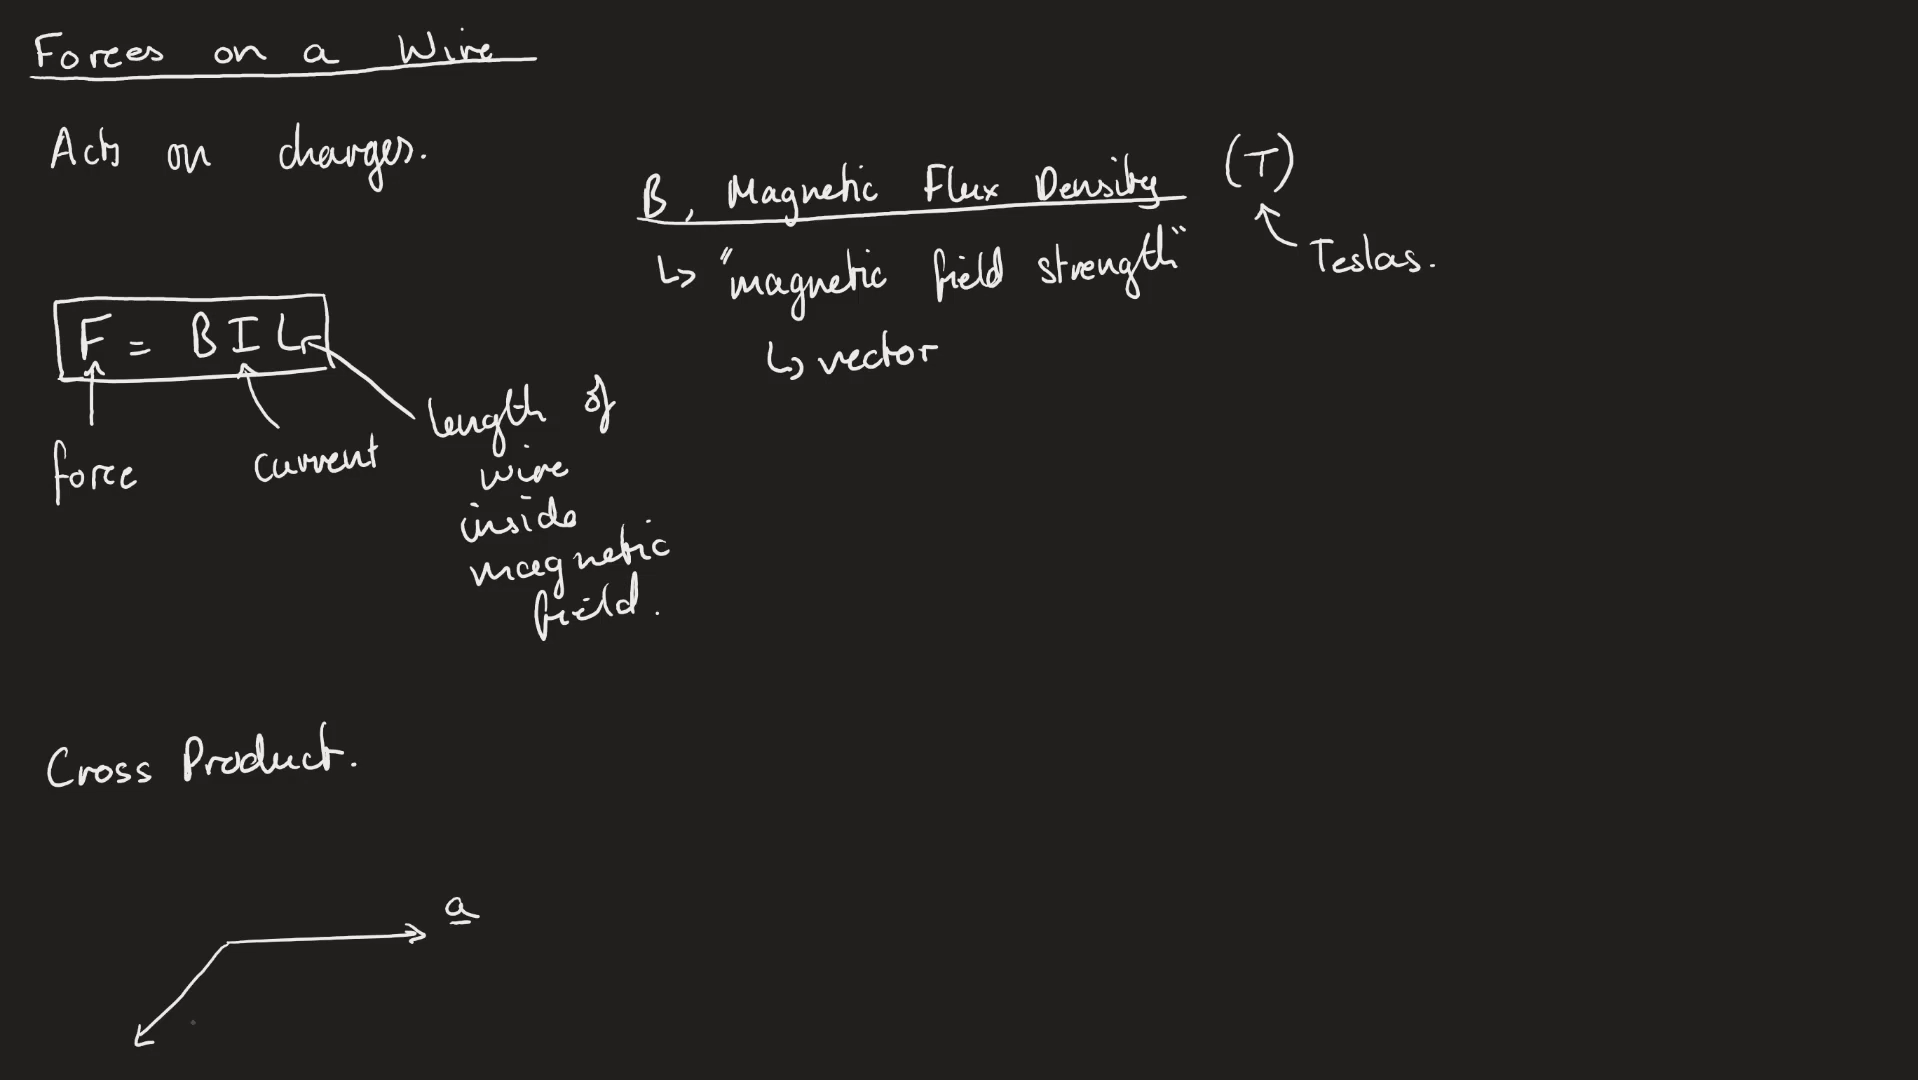 Forces on a Wire
Acts on charges.
B, Magnetic Flux Density (T)
↳ "magnetic field strength"
Teslas.
↳ vector
F = BIL
force
current
length of
wire
inside
magnetic
field.
Cross Product.
a